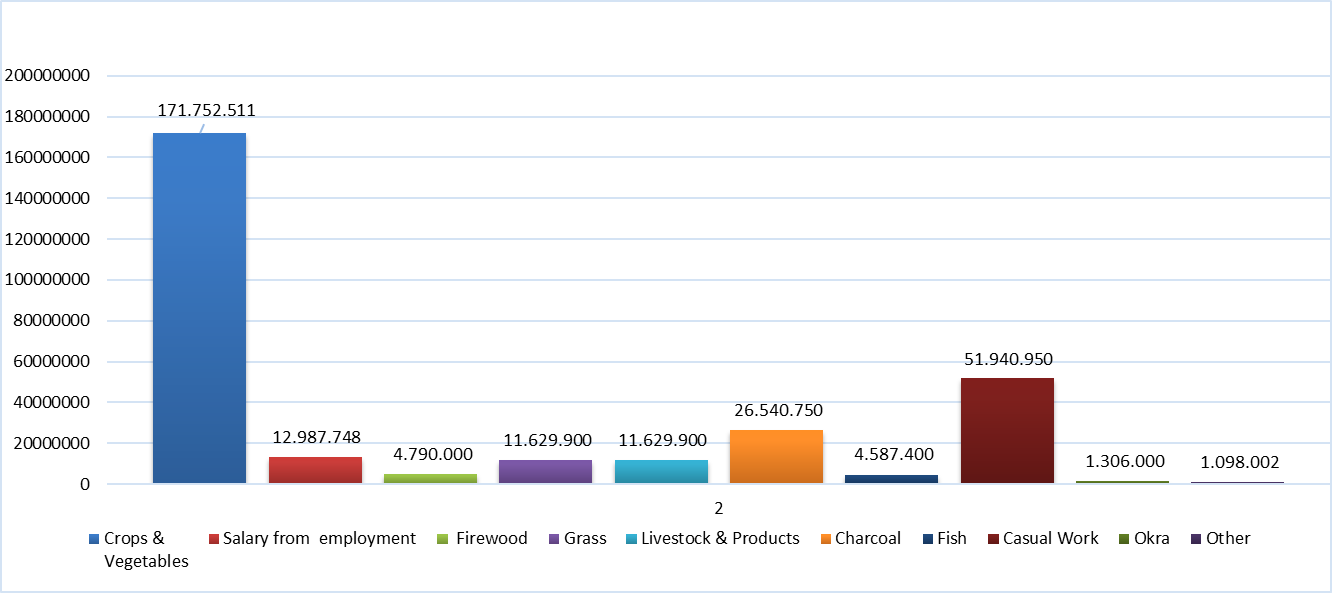 200000000
180000000
160000000
140000000
120000000
100000000
80000000
60000000
40000000
20000000
0
171.752.511
12.987.748
4.790.000
11.629.900
11.629.900
26.540.750
4.587.400
51.940.950
1.306.000
1.098.002
2
Crops &
Vegetables
Salary from employment
Firewood
Grass
Livestock & Products
Charcoal
Fish
Casual Work
Okra
Other